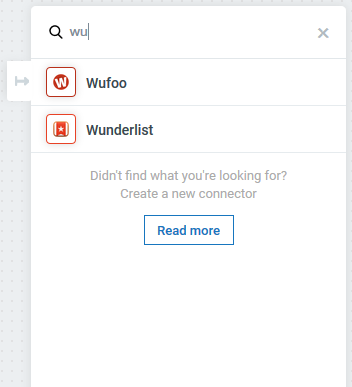 wu
Wufoo
Wunderlist
Didn't find what you're looking for?
Create a new connector
Read more